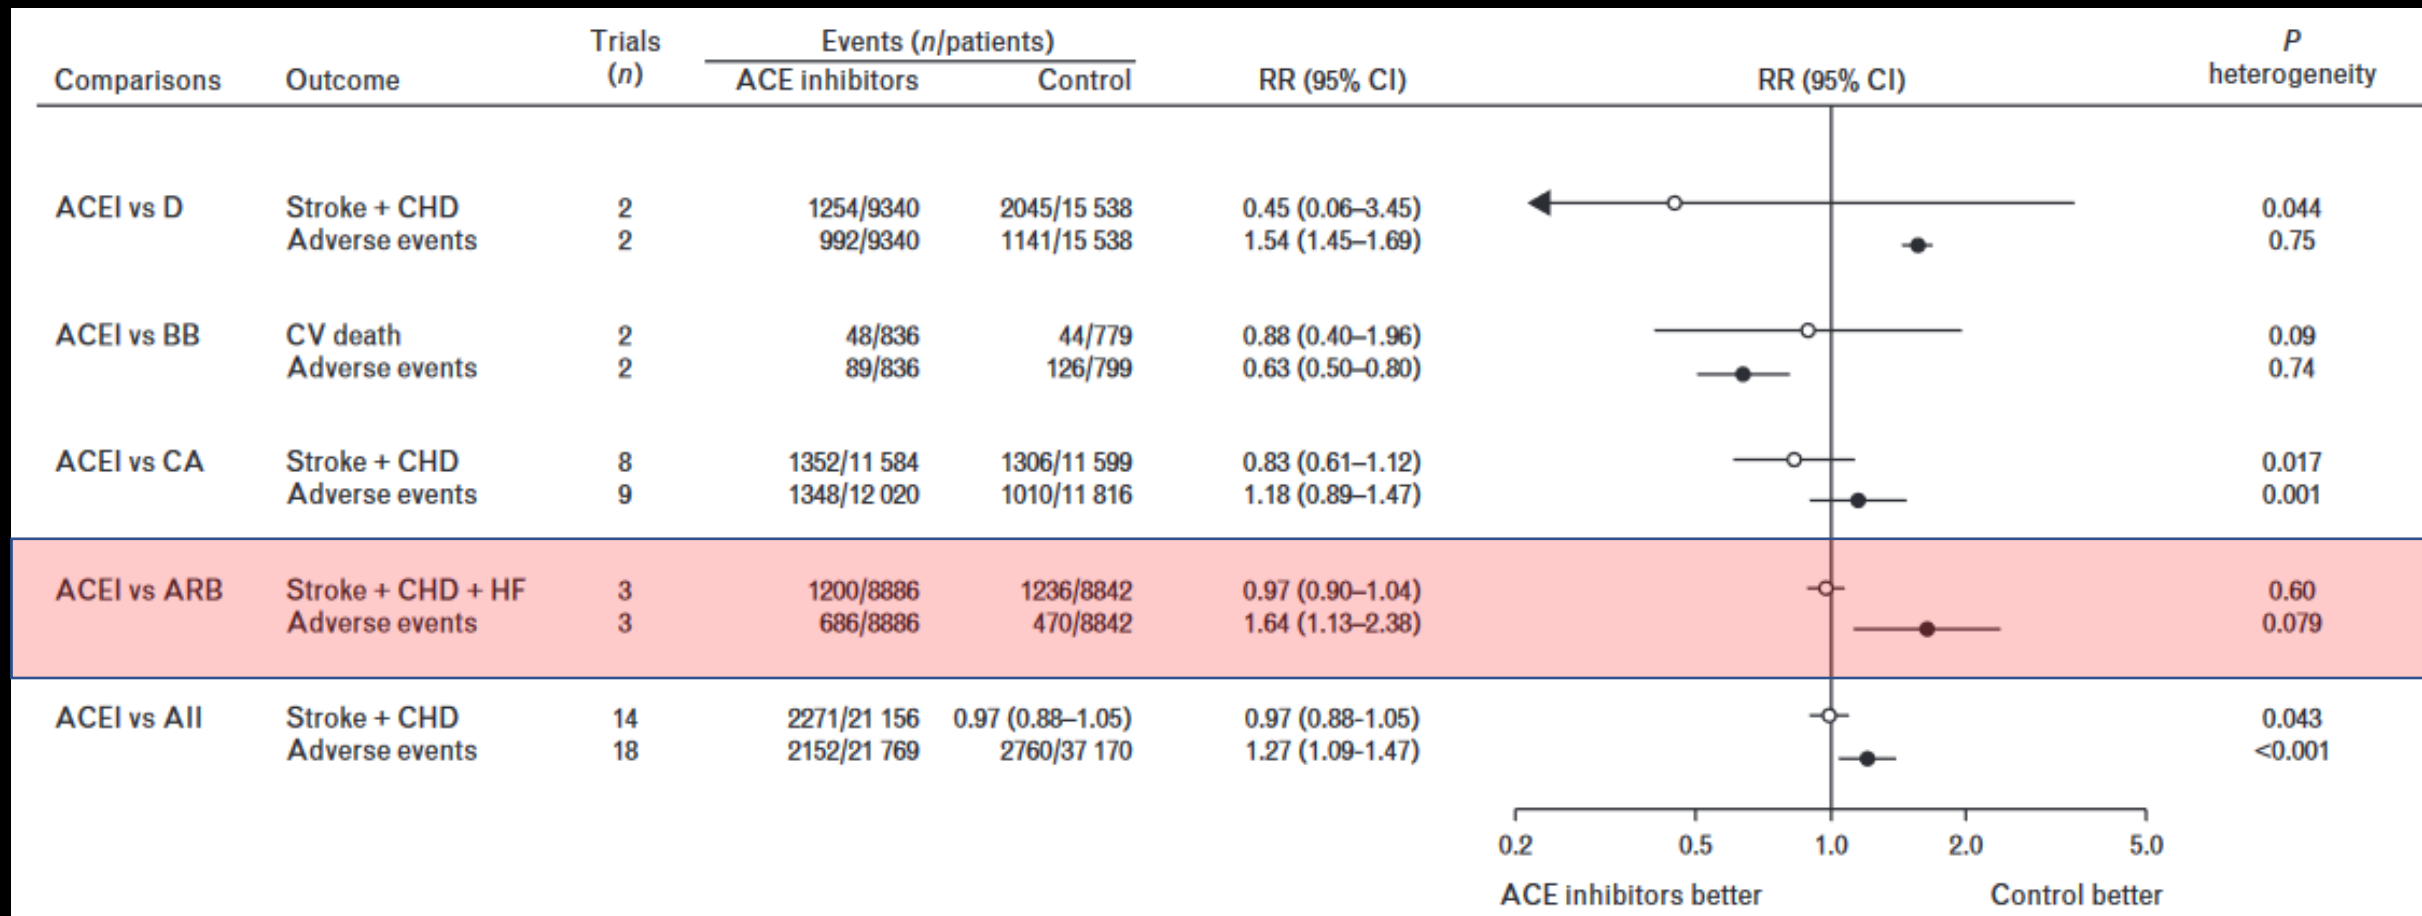 Comparisons Outcome Trials (n) Events (n/patients) ACE inhibitors Control RR (95% CI) RR (95% CI) P heterogeneity
ACEI vs D Stroke + CHD 2 1254/9340 2045/15 538 0.45 (0.06–3.45) 0.044
Adverse events 2 992/9340 1141/15 538 1.54 (1.45–1.69) 0.75
ACEI vs BB CV death 2 48/836 44/779 0.88 (0.40–1.96) 0.09
Adverse events 2 89/836 126/799 0.63 (0.50–0.80) 0.74
ACEI vs CA Stroke + CHD 8 1352/11 584 1306/11 599 0.83 (0.61–1.12) 0.017
Adverse events 9 1348/12 020 1010/11 816 1.18 (0.89–1.47) 0.001
ACEI vs ARB Stroke + CHD + HF 3 1200/8886 1236/8842 0.97 (0.90–1.04) 0.60
Adverse events 3 686/8886 470/8842 1.64 (1.13–2.38) 0.079
ACEI vs All Stroke + CHD 14 2271/21 156 0.97 (0.88–1.05) 0.97 (0.88-1.05) 0.043
Adverse events 18 2152/21 769 2760/37 170 1.27 (1.09-1.47) <0.001
0.2 0.5 1.0 2.0 5.0
ACE inhibitors better Control better